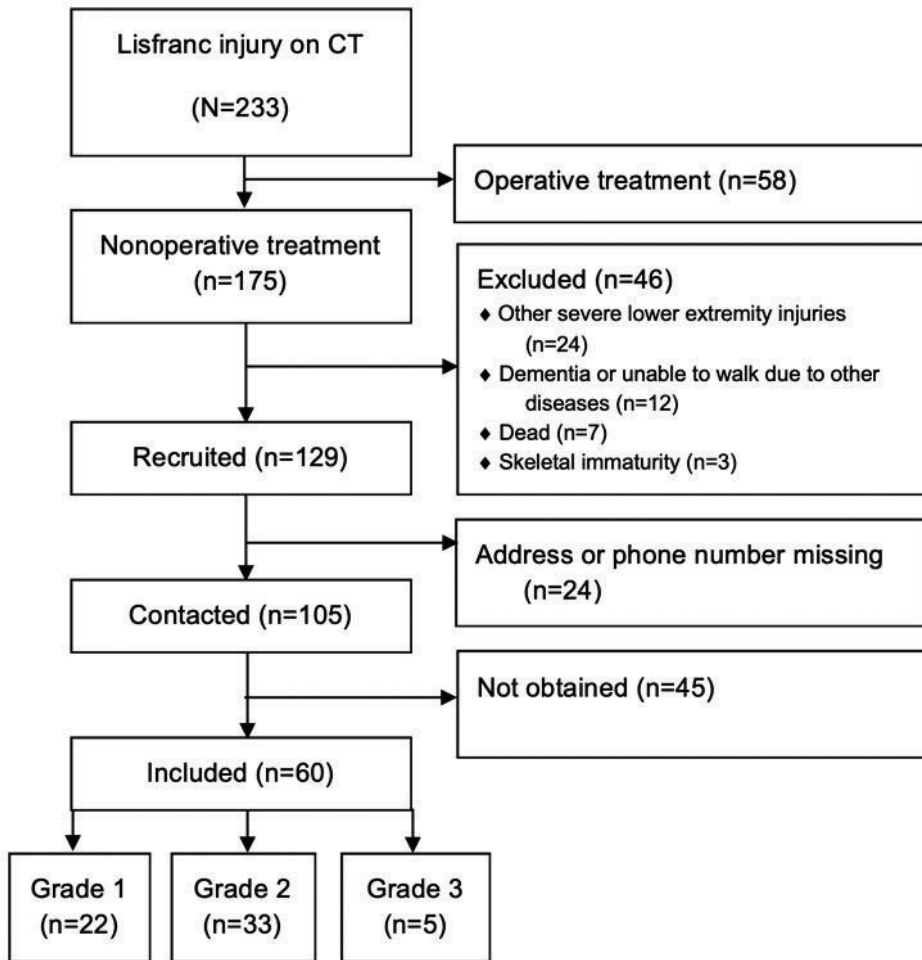 Lisfranc injury on CT
(N=233)
Operative treatment (n=58)
Nonoperative treatment
(n=175)
Excluded (n=46)
♦ Other severe lower extremity injuries
(n=24)
♦ Dementia or unable to walk due to other
diseases (n=12)
♦ Dead (n=7)
♦ Skeletal immaturity (n=3)
Recruited (n=129)
Address or phone number missing
(n=24)
Contacted (n=105)
Not obtained (n=45)
Included (n=60)
Grade 1
(n=22)
Grade 2
(n=33)
Grade 3
(n=5)